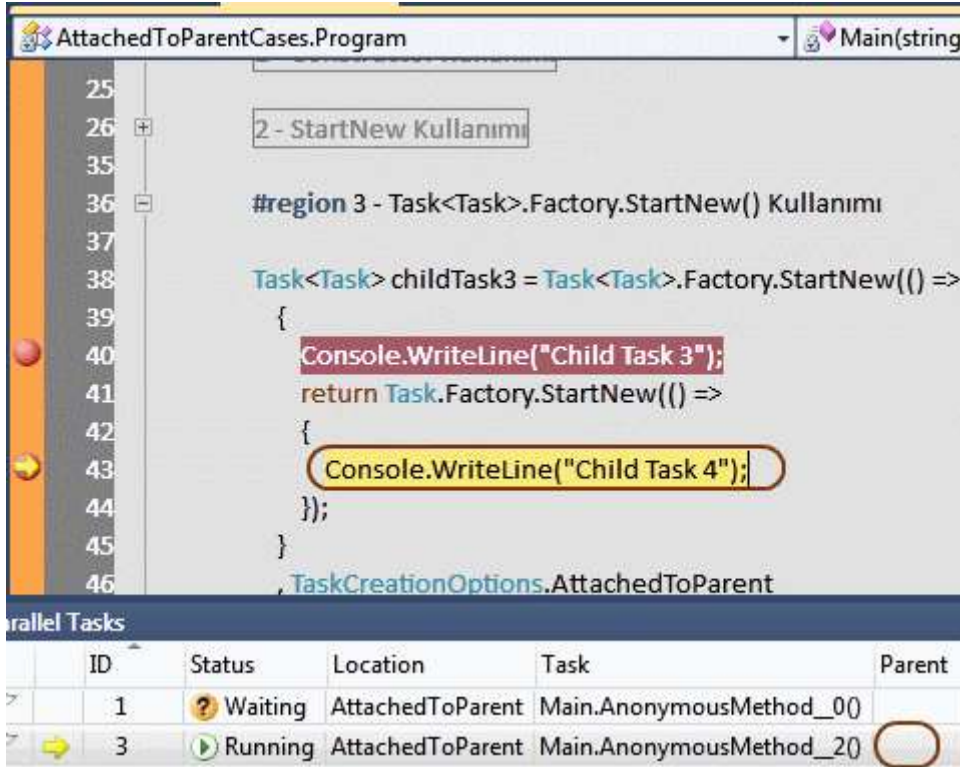 AttachedToParentCases.Program
Main(string
25
26 2 - StartNew Kullanımı
35
36 #region 3 - Task<Task>.Factory.StartNew() Kullanımı
37
38 Task<Task> childTask3 = Task<Task>.Factory.StartNew(() =>
39 {
40 Console.WriteLine("Child Task 3");
41 return Task.Factory.StartNew(() =>
42 {
43 Console.WriteLine("Child Task 4");
44 });
45 }
46 , TaskCreationOptions.AttachedToParent
arallel Tasks
ID Status Location Task Parent
1 Waiting AttachedToParent Main.AnonymousMethod__0()
3 Running AttachedToParent Main.AnonymousMethod__2()